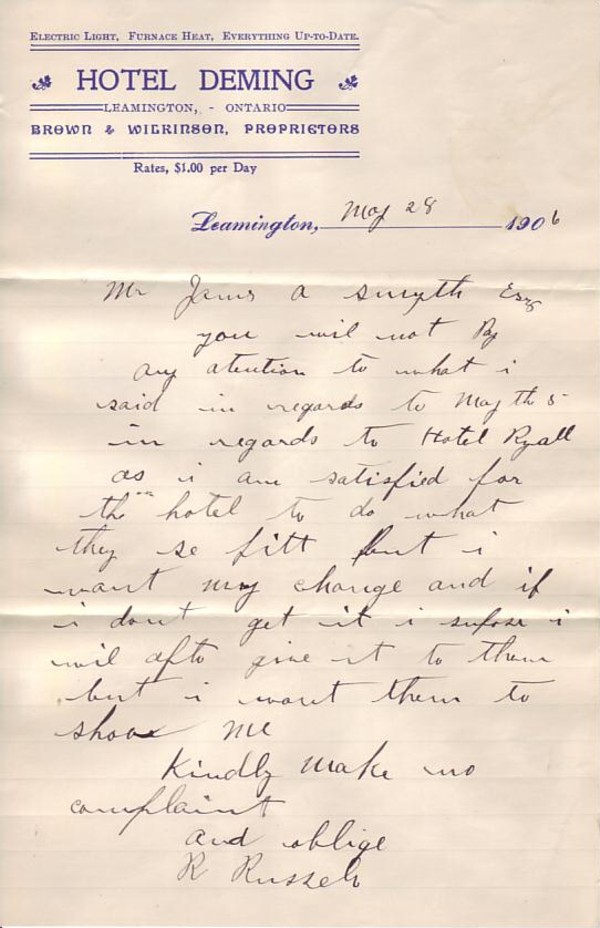 Electric Light, Furnace Heat, Everything Up-to-Date.
HOTEL DEMING
LEAMINGTON, - ONTARIO
BROWN & WILKINSON, PROPRIETORS
Rates, $1.00 per Day
Leamington, May 28 1906
Mr James a smyth Esq
you wil not Pay
any atention to what i
said in regards to May th 5
in regards to Hotel Ryall
as i am satisfied for
the hotel to do what
they se fitt but i
want my change and if
i dont get it i supose i
wil afto give it to them
but i want them to
show me
Kindly make no
complaint
and oblige
R Russell